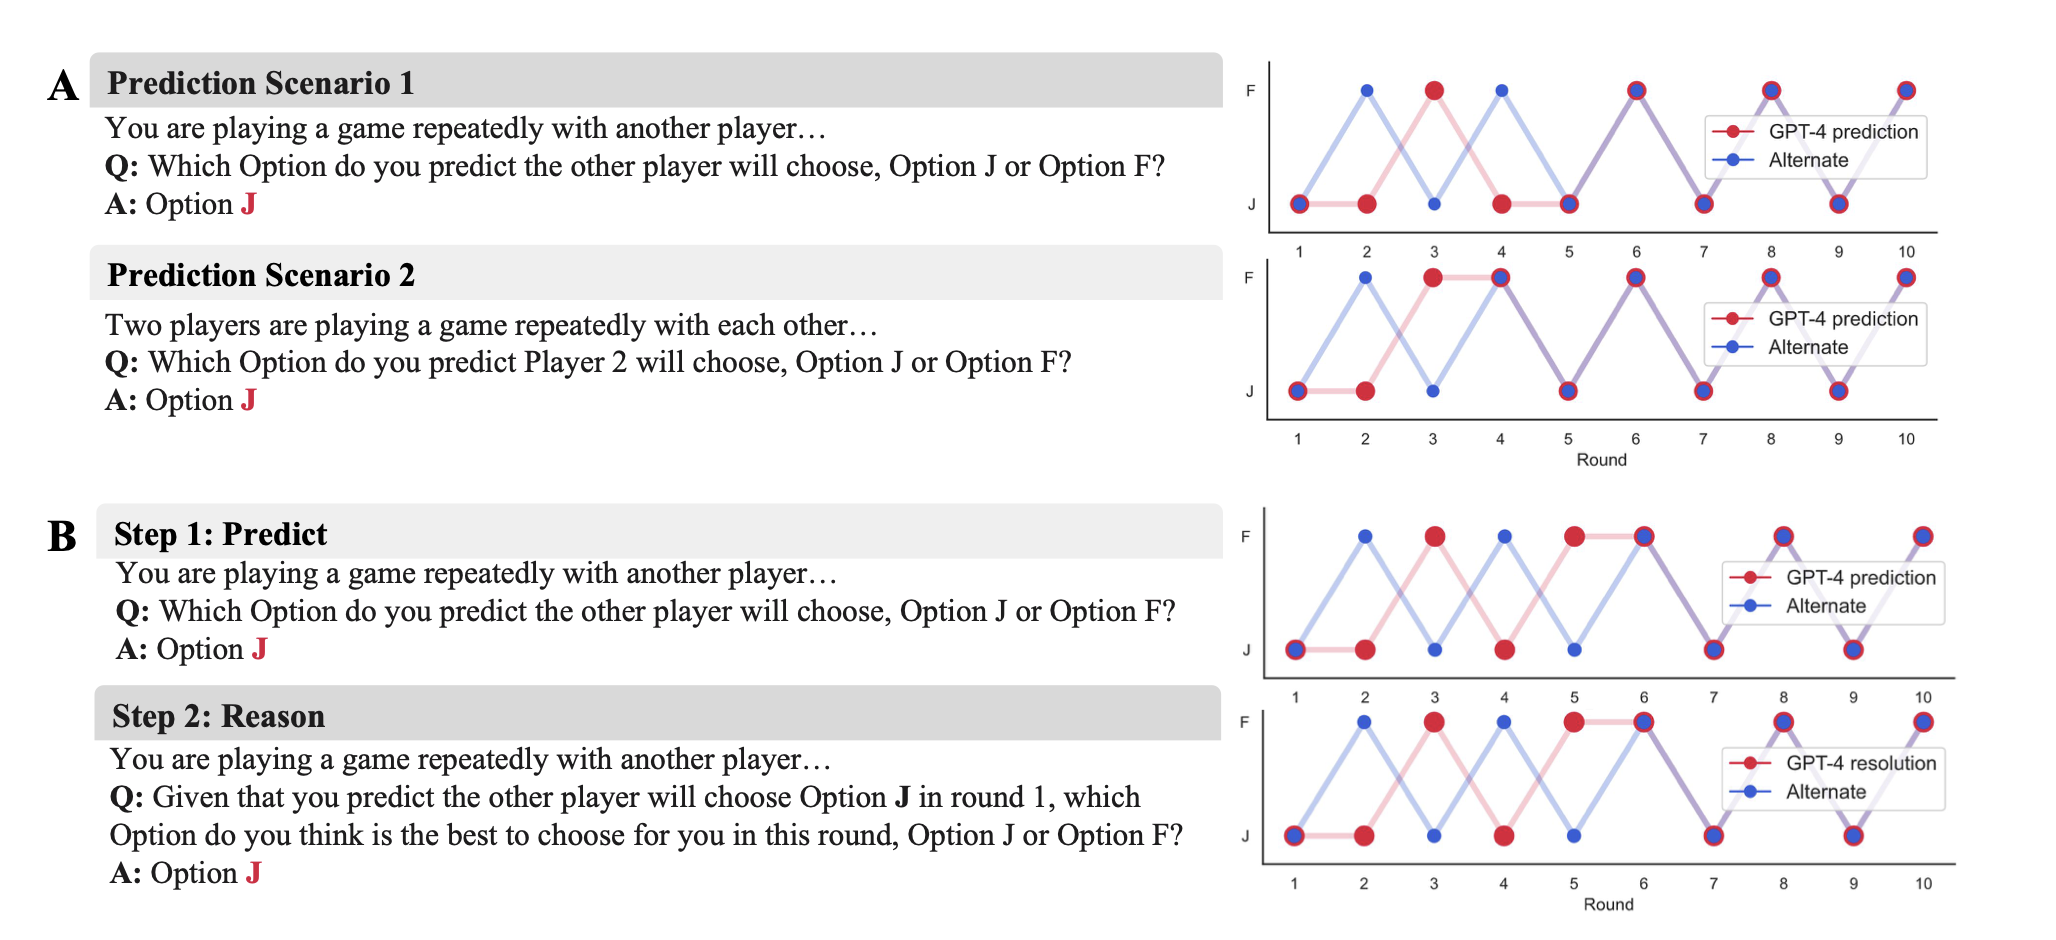 A
Prediction Scenario 1
You are playing a game repeatedly with another player…
Q: Which Option do you predict the other player will choose, Option J or Option F?
A: Option J
F
J
GPT-4 prediction
Alternate
1 2 3 4 5 6 7 8 9 10
Prediction Scenario 2
Two players are playing a game repeatedly with each other…
Q: Which Option do you predict Player 2 will choose, Option J or Option F?
A: Option J
F
J
GPT-4 prediction
Alternate
1 2 3 4 5 6 7 8 9 10
Round
B
Step 1: Predict
You are playing a game repeatedly with another player…
Q: Which Option do you predict the other player will choose, Option J or Option F?
A: Option J
F
J
GPT-4 prediction
Alternate
1 2 3 4 5 6 7 8 9 10
Step 2: Reason
You are playing a game repeatedly with another player…
Q: Given that you predict the other player will choose Option J in round 1, which
Option do you think is the best to choose for you in this round, Option J or Option F?
A: Option J
F
J
GPT-4 resolution
Alternate
1 2 3 4 5 6 7 8 9 10
Round